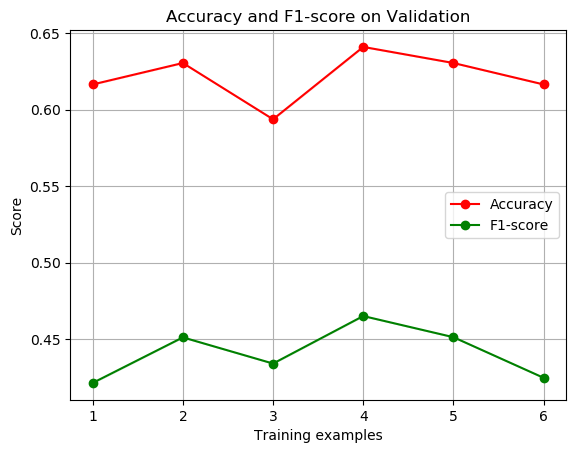 Accuracy and F1-score on Validation
0.65
0.60
0.55
0.50
0.45
Score
Accuracy
F1-score
1 2 3 4 5 6
Training examples